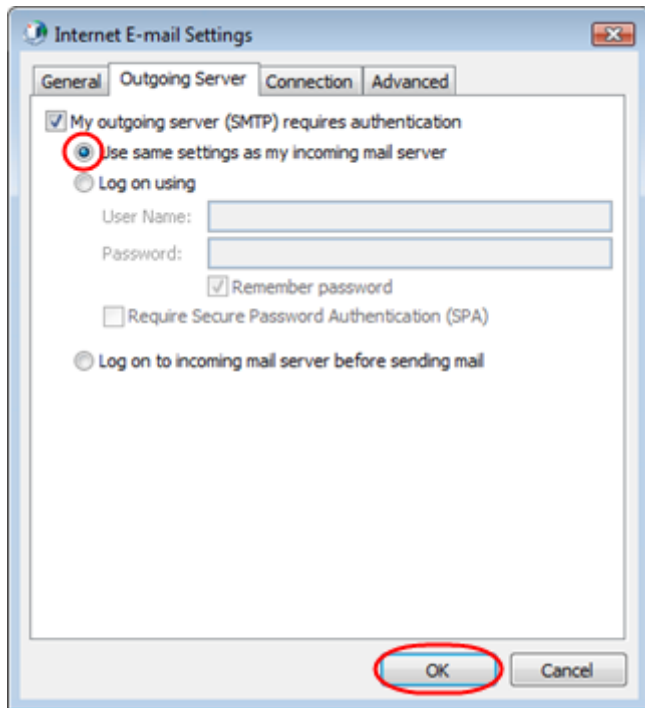 Internet E-mail Settings
General Outgoing Server Connection Advanced
My outgoing server (SMTP) requires authentication
Use same settings as my incoming mail server
Log on using
User Name:
Password:
Remember password
Require Secure Password Authentication (SPA)
Log on to incoming mail server before sending mail
OK Cancel